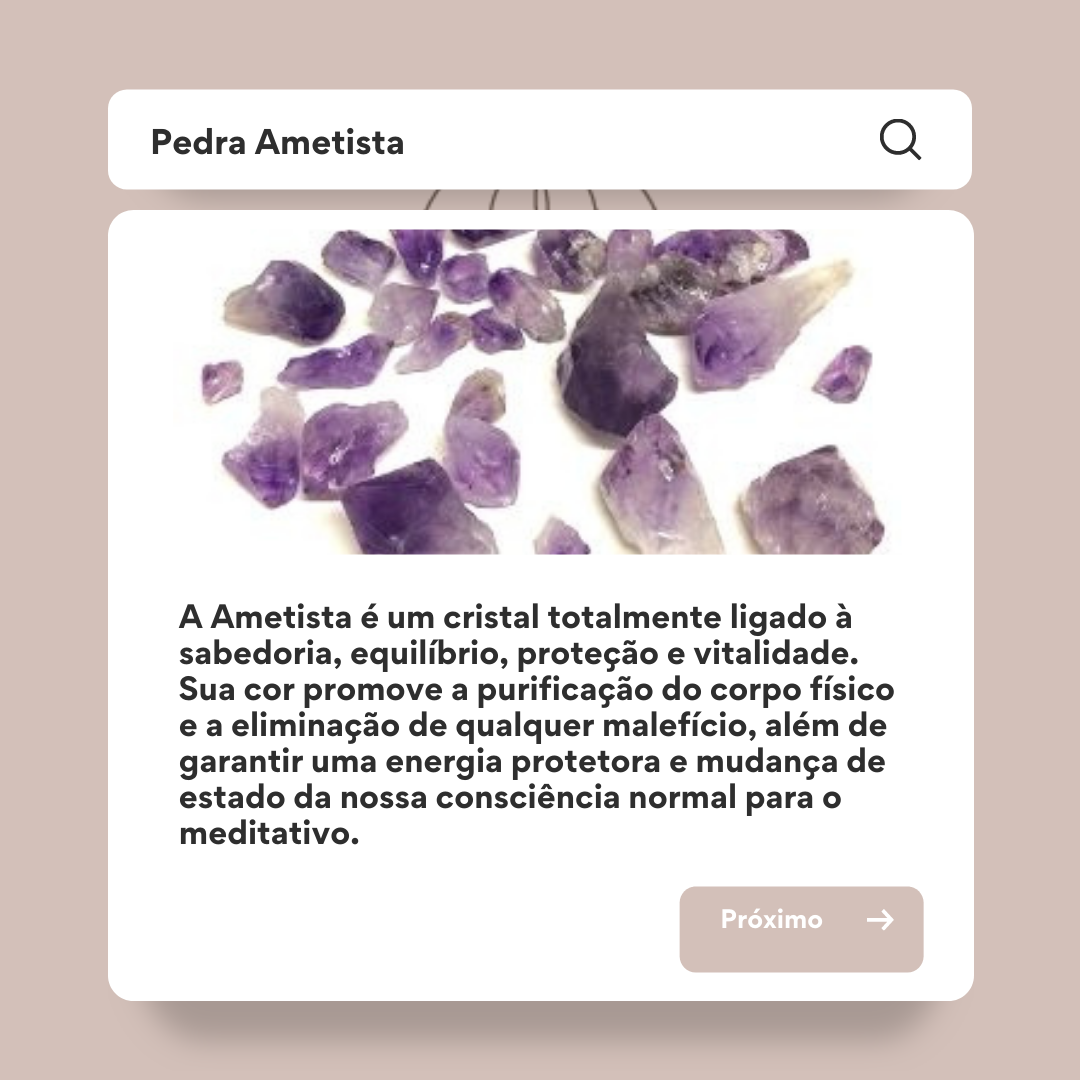 Pedra Ametista
A Ametista é um cristal totalmente ligado à
sabedoria, equilíbrio, proteção e vitalidade.
Sua cor promove a purificação do corpo físico
e a eliminação de qualquer malefício, além de
garantir uma energia protetora e mudança de
estado da nossa consciência normal para o
meditativo.
Próximo